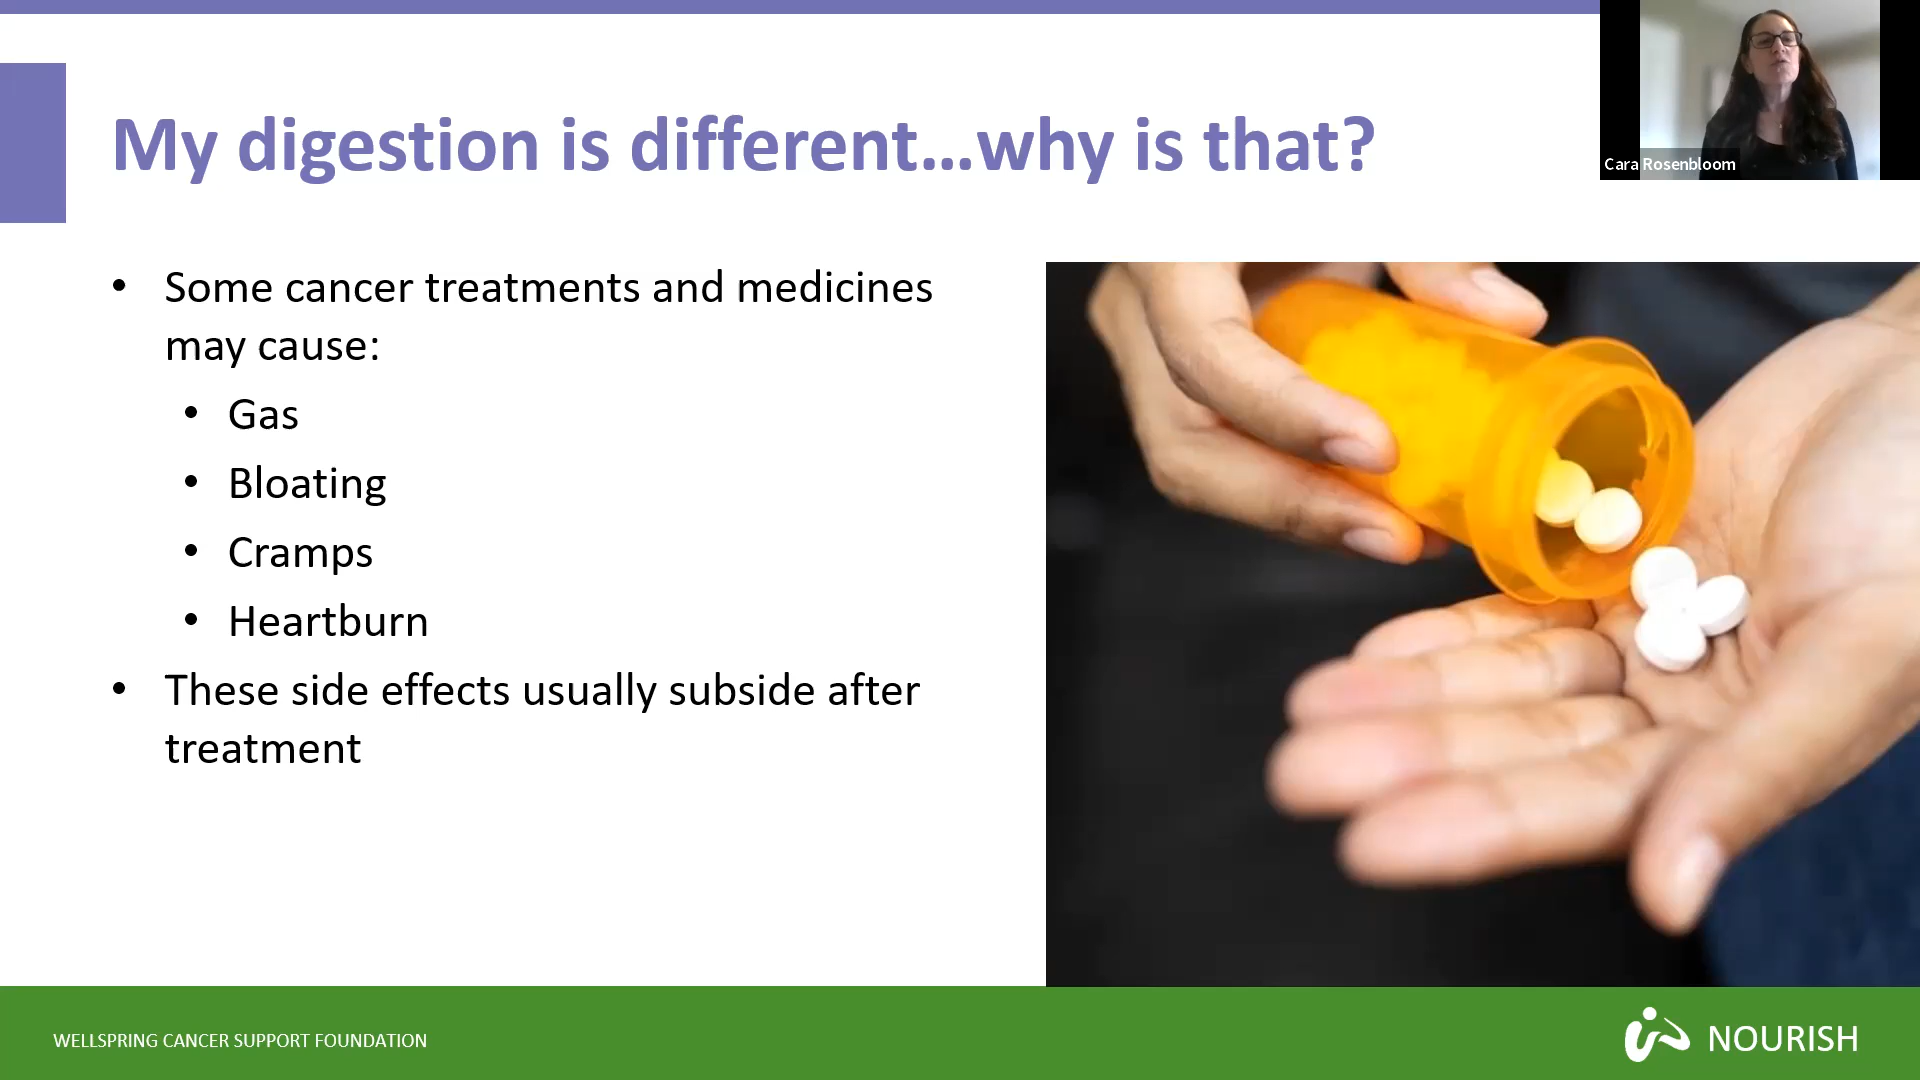 My digestion is different...why is that?
Cara Rosenbloom
• Some cancer treatments and medicines
may cause:
• Gas
• Bloating
• Cramps
• Heartburn
• These side effects usually subside after
treatment
WELLSPRING CANCER SUPPORT FOUNDATION
NOURISH